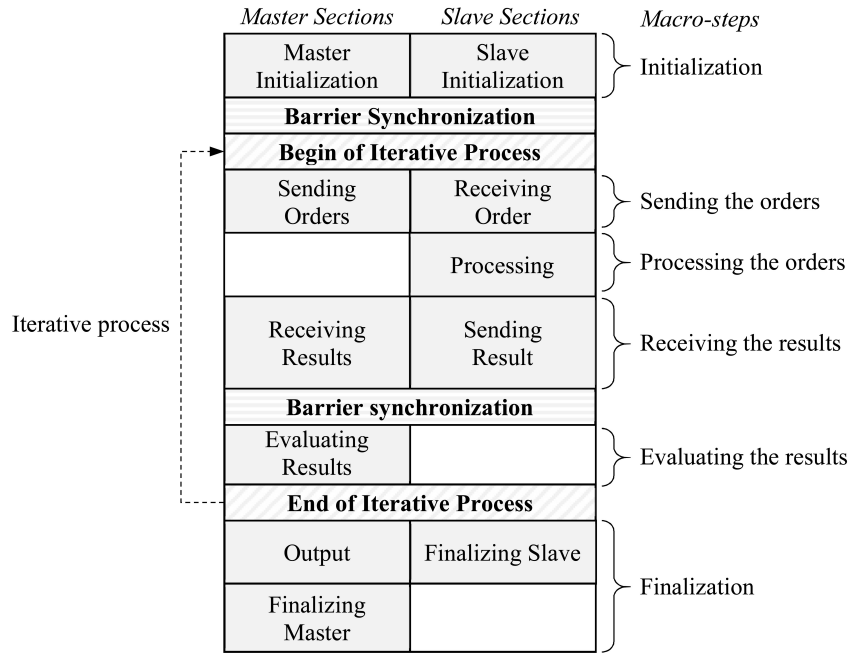 Master Sections Slave Sections Macro-steps
Master Slave
Initialization Initialization Initialization
Barrier Synchronization
Begin of Iterative Process
Sending Receiving
Orders Order Sending the orders
Processing Processing the orders
Iterative process
Receiving Sending
Results Result Receiving the results
Barrier synchronization
Evaluating
Results Evaluating the results
End of Iterative Process
Output Finalizing Slave
Finalization
Finalizing
Master